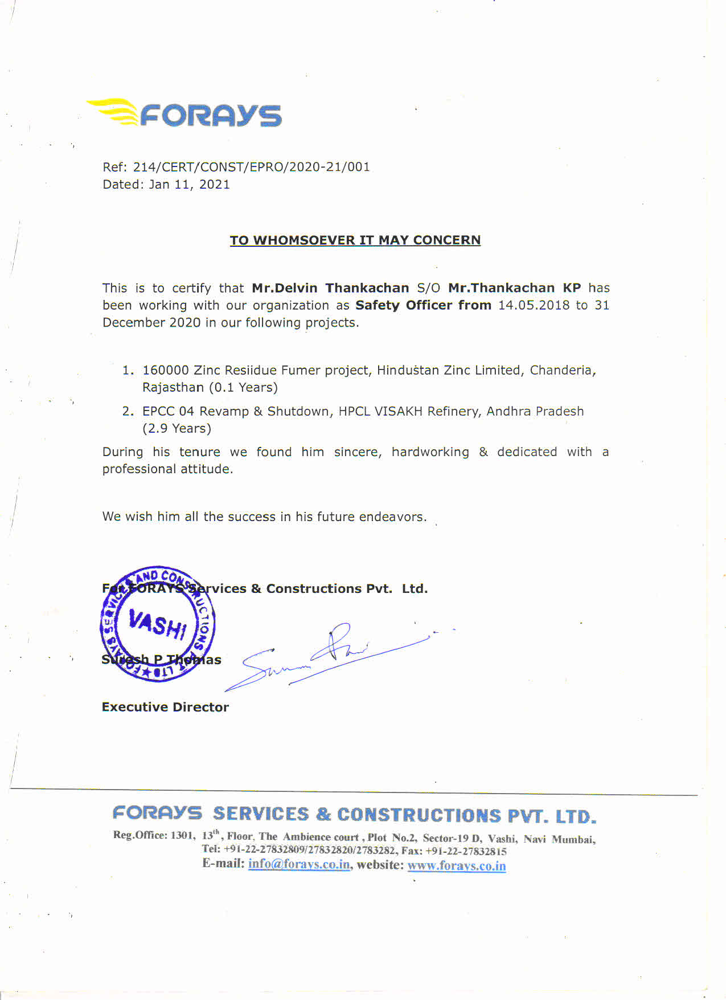 FORAYS
Ref: 214/CERT/CONST/EPRO/2020-21/001
Dated: Jan 11, 2021
TO WHOMSOEVER IT MAY CONCERN
This is to certify that Mr.Delvin Thankachan S/O Mr.Thankachan KP has
been working with our organization as Safety Officer from 14.05.2018 to 31
December 2020 in our following projects.
1. 160000 Zinc Resiidue Fumer project, Hindustan Zinc Limited, Chanderia,
Rajasthan (0.1 Years)
2. EPCC 04 Revamp & Shutdown, HPCL VISAKH Refinery, Andhra Pradesh
(2.9 Years)
During his tenure we found him sincere, hardworking & dedicated with a
professional attitude.
We wish him all the success in his future endeavors.
For FORAYS Services & Constructions Pvt. Ltd.
FORAYS SERVICES AND CONSTRUCTIONS PVT. LTD
VASHI
Suresh P Thomas
Executive Director
FORAYS SERVICES & CONSTRUCTIONS PVT. LTD.
Reg.Office: 1301, 13th, Floor, The Ambience court , Plot No.2, Sector-19 D, Vashi, Navi Mumbai,
Tel: +91-22-27832809/27832820/2783282, Fax: +91-22-27832815
E-mail: info@forays.co.in, website: www.forays.co.in